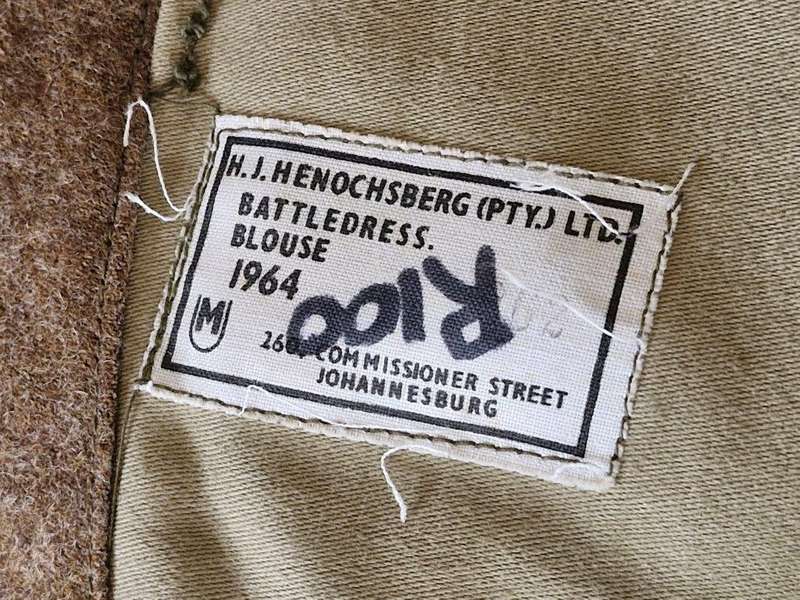 H.J. HENOCHSBERG (PTY.) LTD.
BATTLEDRESS.
BLOUSE
1964
M
R100
COMMISSIONER STREET
JOHANNESBURG